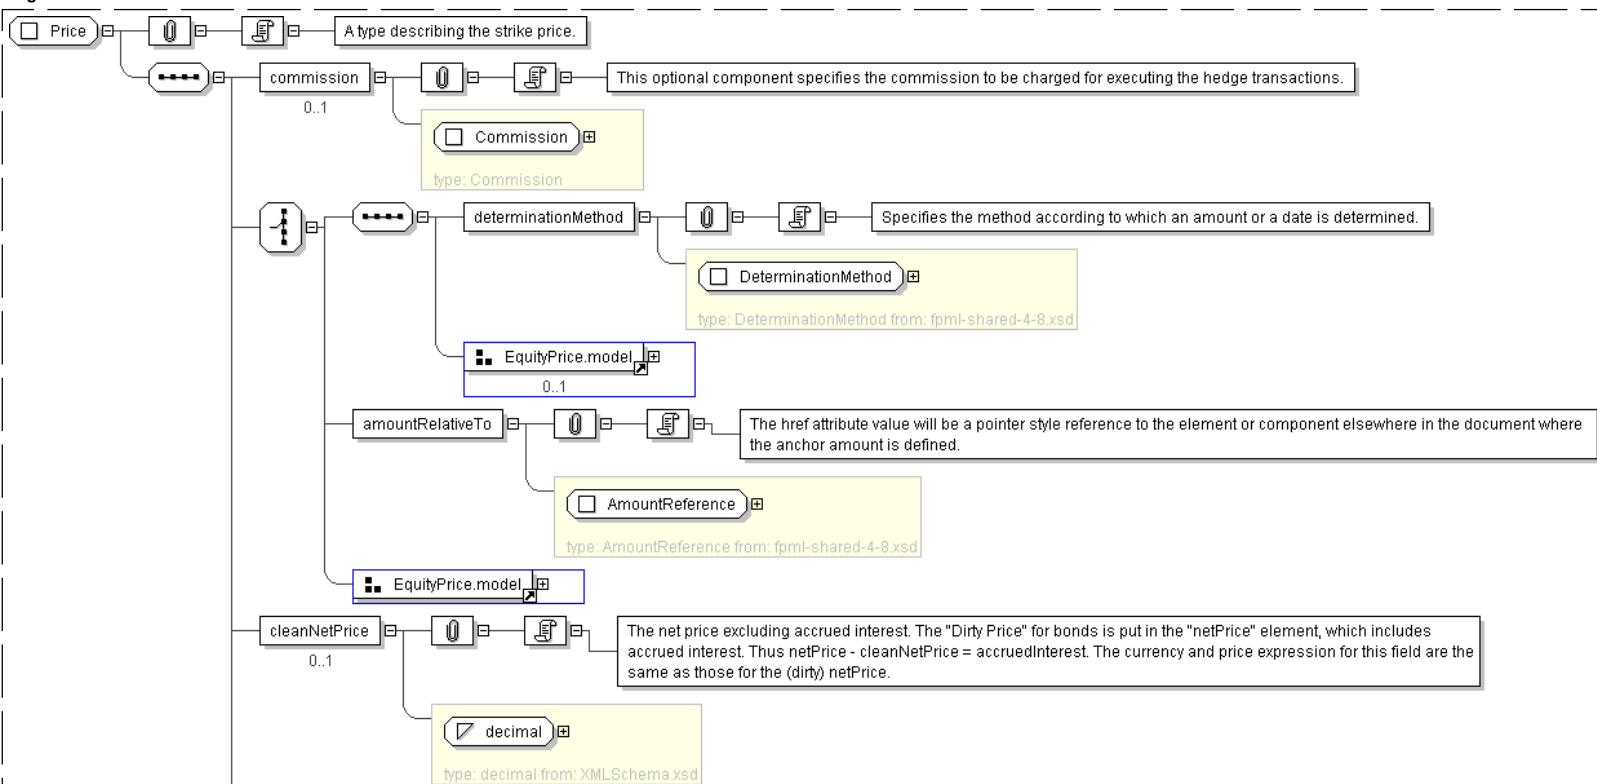 Price
A type describing the strike price.
commission
This optional component specifies the commission to be charged for executing the hedge transactions.
0..1
Commission
type: Commission
determinationMethod
Specifies the method according to which an amount or a date is determined.
DeterminationMethod
type: DeterminationMethod from: fpml-shared-4-8.xsd
EquityPrice.model
0..1
amountRelativeTo
The href attribute value will be a pointer style reference to the element or component elsewhere in the document where
the anchor amount is defined.
AmountReference
type: AmountReference from: fpml-shared-4-8.xsd
EquityPrice.model
cleanNetPrice
0..1
The net price excluding accrued interest. The "Dirty Price" for bonds is put in the "netPrice" element, which includes
accrued interest. Thus netPrice - cleanNetPrice = accruedInterest. The currency and price expression for this field are the
same as those for the (dirty) netPrice.
decimal
type: decimal from: XMLSchema.xsd